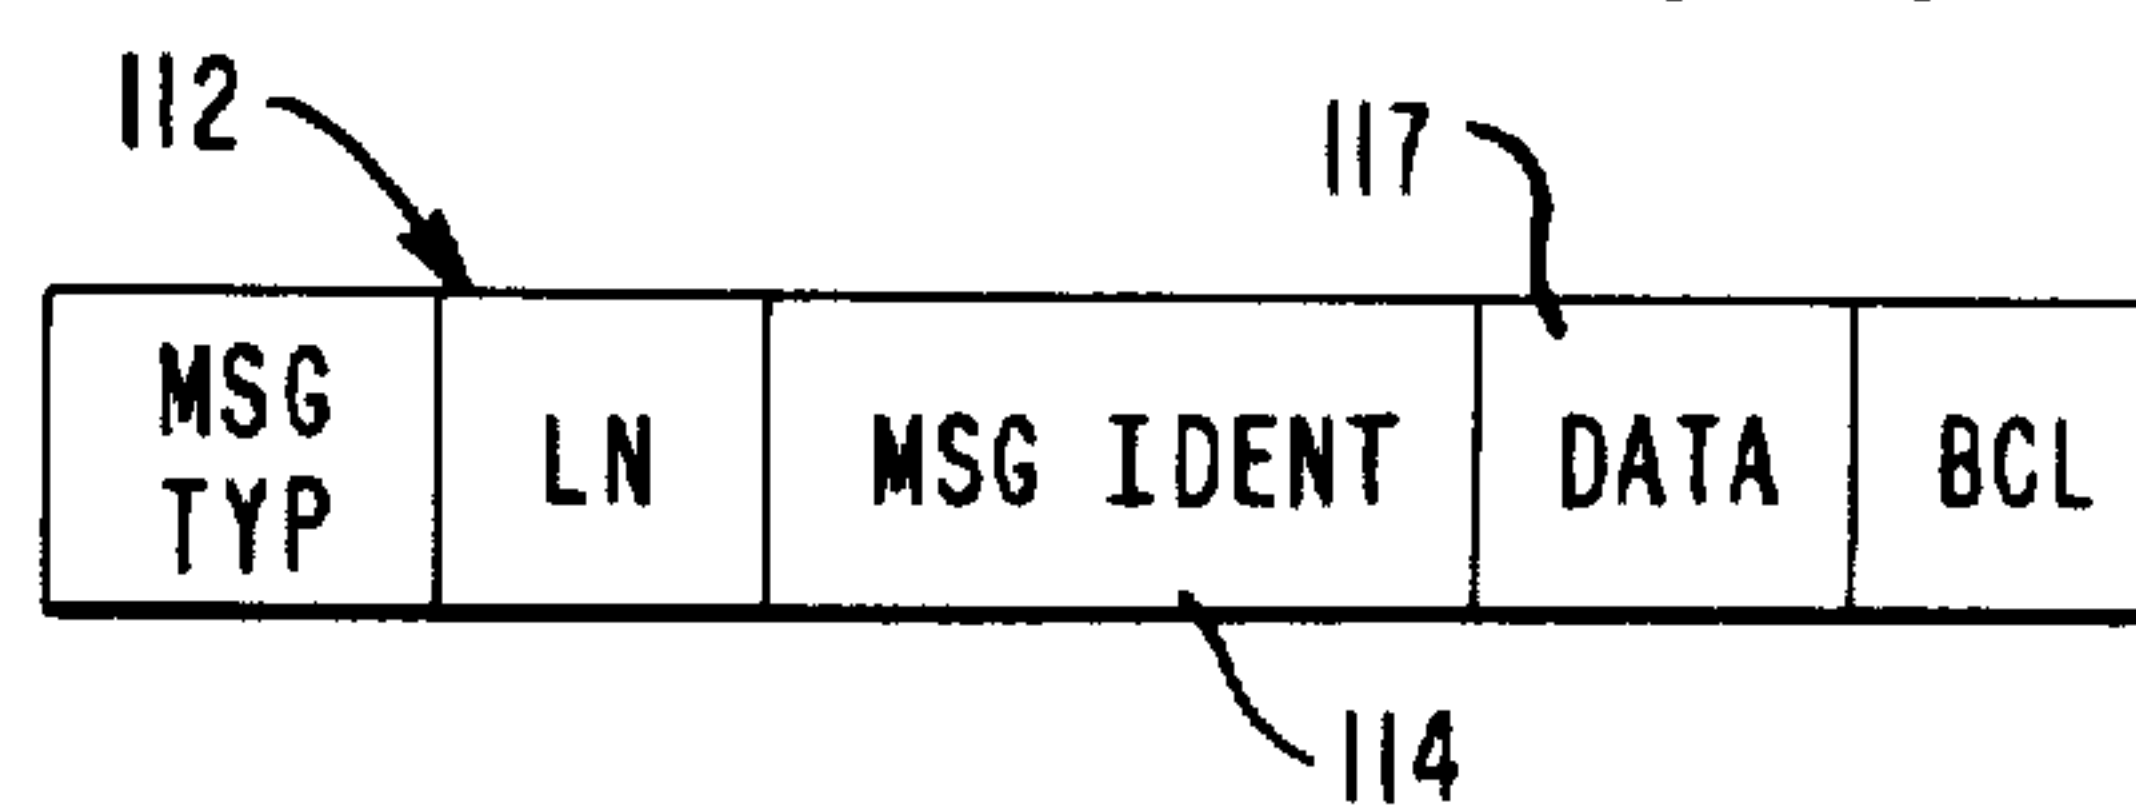 112
117
MSG
TYP
LN
MSG IDENT
DATA
BCL
114